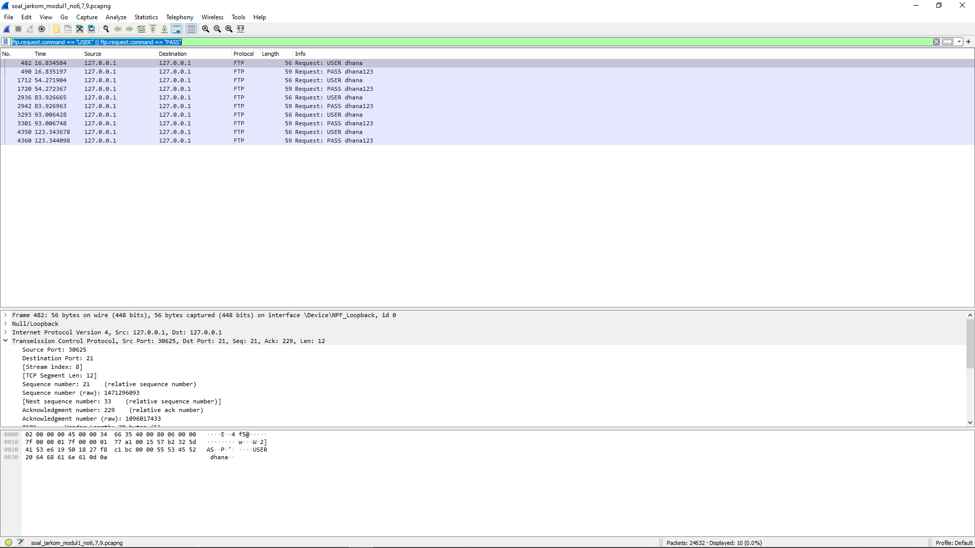 soal_jarkom_modul1_no6,7,9.pcapng
File Edit View Go Capture Analyze Statistics Telephony Wireless Tools Help
ftp.request.command == "USER" || ftp.request.command == "PASS"
No. Time Source Destination Protocol Length Info
482 16.834584 127.0.0.1 127.0.0.1 FTP 56 Request: USER dhana
490 16.835197 127.0.0.1 127.0.0.1 FTP 59 Request: PASS dhana123
1712 54.271904 127.0.0.1 127.0.0.1 FTP 56 Request: USER dhana
1720 54.272367 127.0.0.1 127.0.0.1 FTP 59 Request: PASS dhana123
2936 83.926665 127.0.0.1 127.0.0.1 FTP 56 Request: USER dhana
2942 83.926963 127.0.0.1 127.0.0.1 FTP 59 Request: PASS dhana123
3293 93.006428 127.0.0.1 127.0.0.1 FTP 56 Request: USER dhana
3301 93.006748 127.0.0.1 127.0.0.1 FTP 59 Request: PASS dhana123
4350 123.343678 127.0.0.1 127.0.0.1 FTP 56 Request: USER dhana
4360 123.344098 127.0.0.1 127.0.0.1 FTP 59 Request: PASS dhana123
Frame 482: 56 bytes on wire (448 bits), 56 bytes captured (448 bits) on interface \Device\NPF_Loopback, id 0
Null/Loopback
Internet Protocol Version 4, Src: 127.0.0.1, Dst: 127.0.0.1
Transmission Control Protocol, Src Port: 30625, Dst Port: 21, Seq: 21, Ack: 229, Len: 12
Source Port: 30625
Destination Port: 21
[Stream index: 8]
[TCP Segment Len: 12]
Sequence number: 21 (relative sequence number)
Sequence number (raw): 1471296093
[Next sequence number: 33 (relative sequence number)]
Acknowledgment number: 229 (relative ack number)
Acknowledgment number (raw): 1096017433
0000 02 00 00 00 45 00 00 34 66 35 40 00 80 06 00 00 ····E··4 f5@·····
0010 7f 00 00 01 7f 00 00 01 77 a1 00 15 57 b2 32 5d ········ w···W·2]
0020 41 53 e6 19 50 18 27 f8 c1 bc 00 00 55 53 45 52 AS··P·'· ····USER
0030 20 64 68 61 6e 61 0d 0a dhana··
soal_jarkom_modul1_no6,7,9.pcapng
Packets: 24632 · Displayed: 10 (0.0%)
Profile: Default